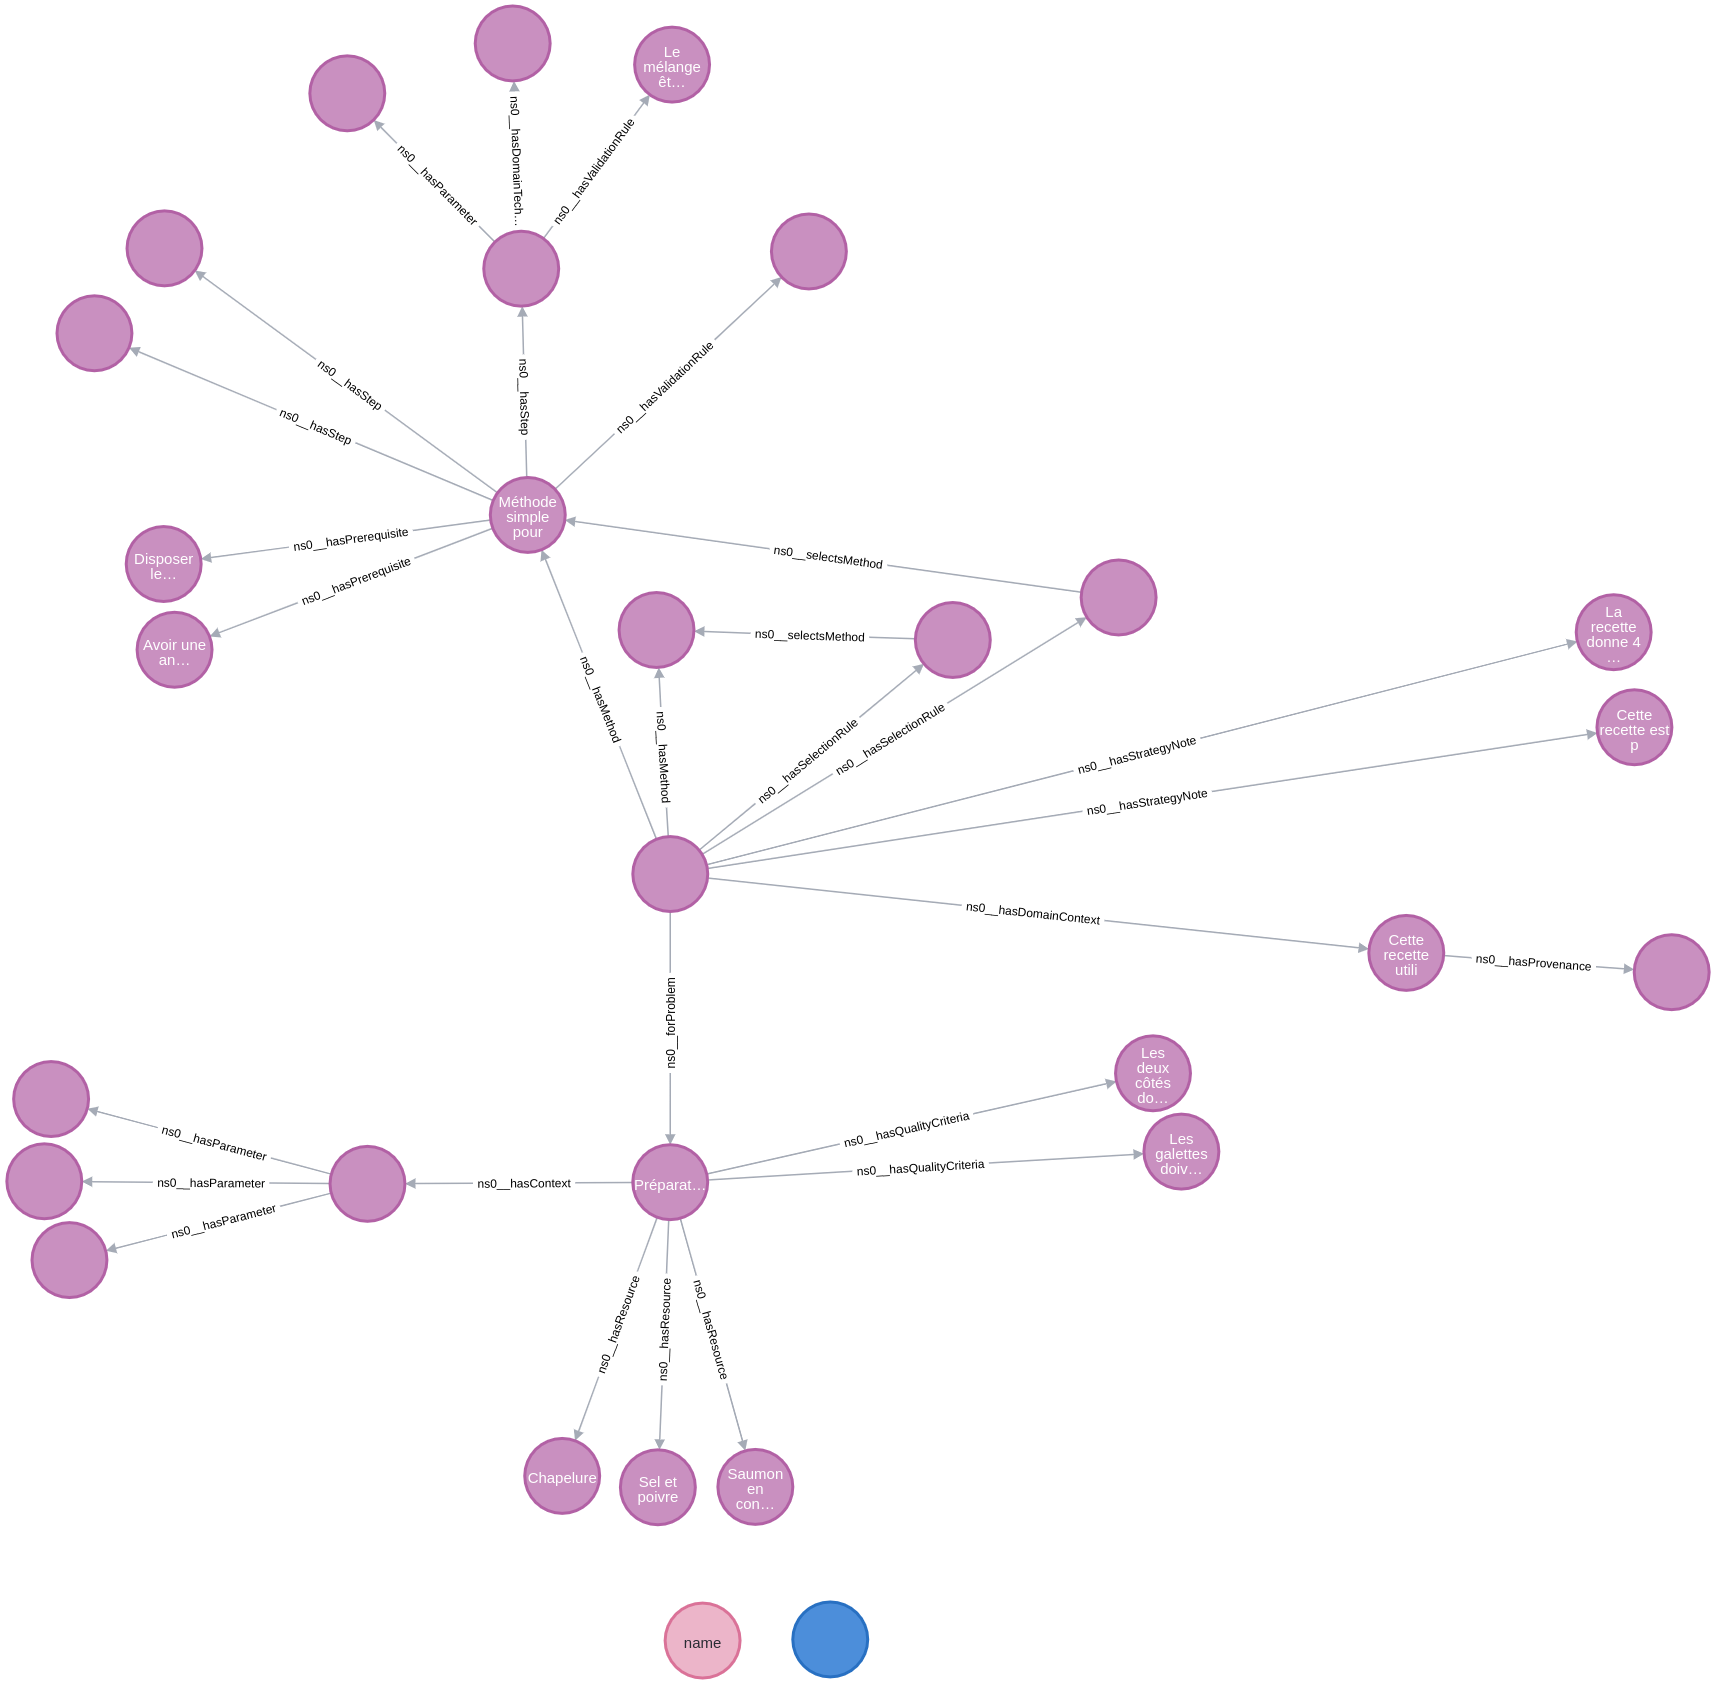 Le
mélange
êt…
ns0__hasParameter
ns0__hasDomainTech…
ns0__hasValidationRule
ns0__hasStep
ns0__hasStep
ns0__hasStep
ns0__hasValidationRule
Méthode
simple
pour
ns0__hasPrerequisite
Disposer
le…
ns0__hasPrerequisite
Avoir une
an…
ns0__selectsMethod
ns0__selectsMethod
ns0__hasMethod
ns0__hasMethod
ns0__hasSelectionRule
ns0__hasSelectionRule
La
recette
donne 4
…
Cette
recette est
p
ns0__hasStrategyNote
ns0__hasStrategyNote
ns0__hasDomainContext
Cette
recette
utili
ns0__hasProvenance
ns0__forProblem
Les
deux
côtés
do…
ns0__hasQualityCriteria
ns0__hasQualityCriteria
Les
galettes
doiv…
ns0__hasParameter
ns0__hasParameter
ns0__hasParameter
ns0__hasContext
Préparat…
ns0__hasResource
ns0__hasResource
ns0__hasResource
Chapelure
Sel et
poivre
Saumon
en
con…
name